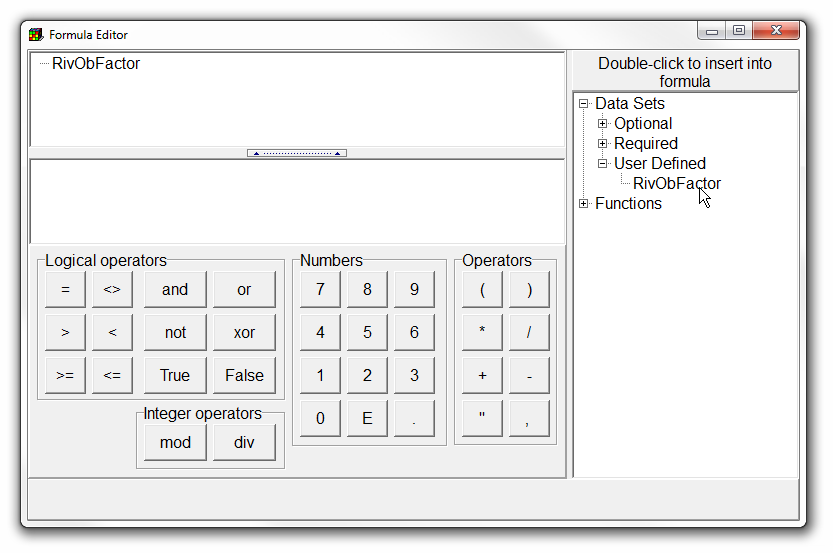 Formula Editor
RivObFactor
Double-click to insert into
formula
Data Sets
Optional
Required
User Defined
RivObFactor
Functions
Logical operators
= <> and or
> < not xor
>= <= True False
Integer operators
mod div
Numbers
7 8 9
4 5 6
1 2 3
0 E .
Operators
( )
* /
+ -
" ,